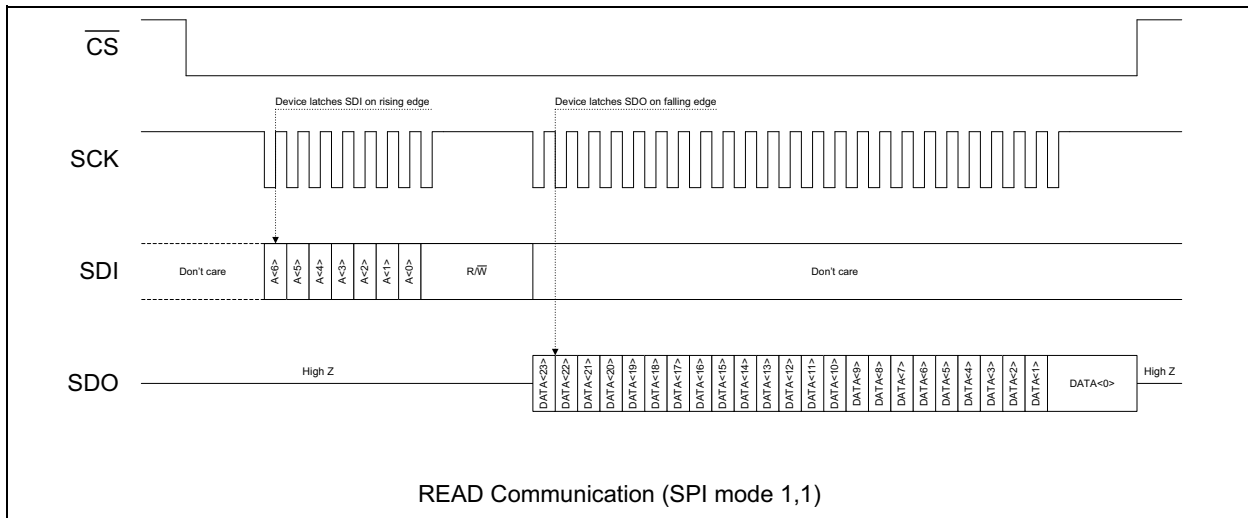 CS
Device latches SDI on rising edge
Device latches SDO on falling edge
SCK
SDI
Don't care
A<6>
A<5>
A<4>
A<3>
A<2>
A<1>
A<0>
R/W
Don't care
SDO
High Z
DATA<23>
DATA<22>
DATA<21>
DATA<20>
DATA<19>
DATA<18>
DATA<17>
DATA<16>
DATA<15>
DATA<14>
DATA<13>
DATA<12>
DATA<11>
DATA<10>
DATA<9>
DATA<8>
DATA<7>
DATA<6>
DATA<5>
DATA<4>
DATA<3>
DATA<2>
DATA<1>
DATA<0>
High Z
READ Communication (SPI mode 1,1)